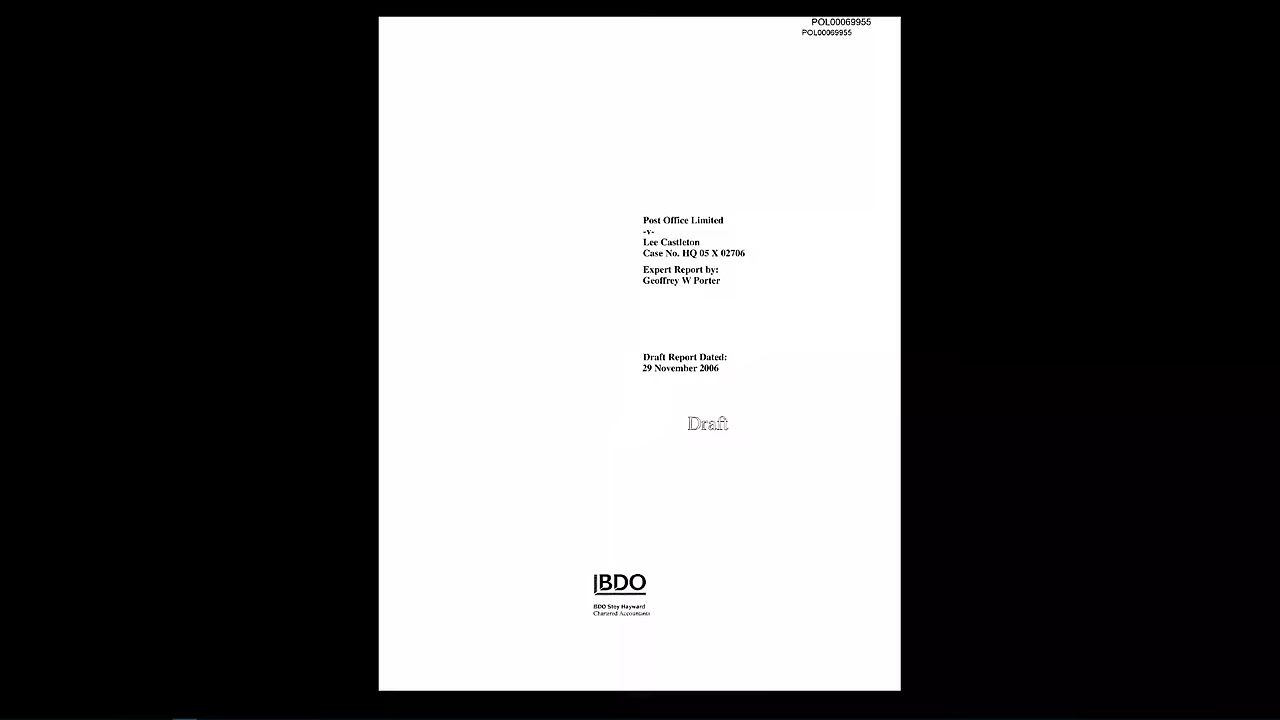 POL00069955
POL00069955
Post Office Limited
-v-
Lee Castleton
Case No. HQ 05 X 02706
Expert Report by:
Geoffrey W Porter
Draft Report Dated:
29 November 2006
Draft
BDO
BDO Stoy Hayward
Chartered Accountants